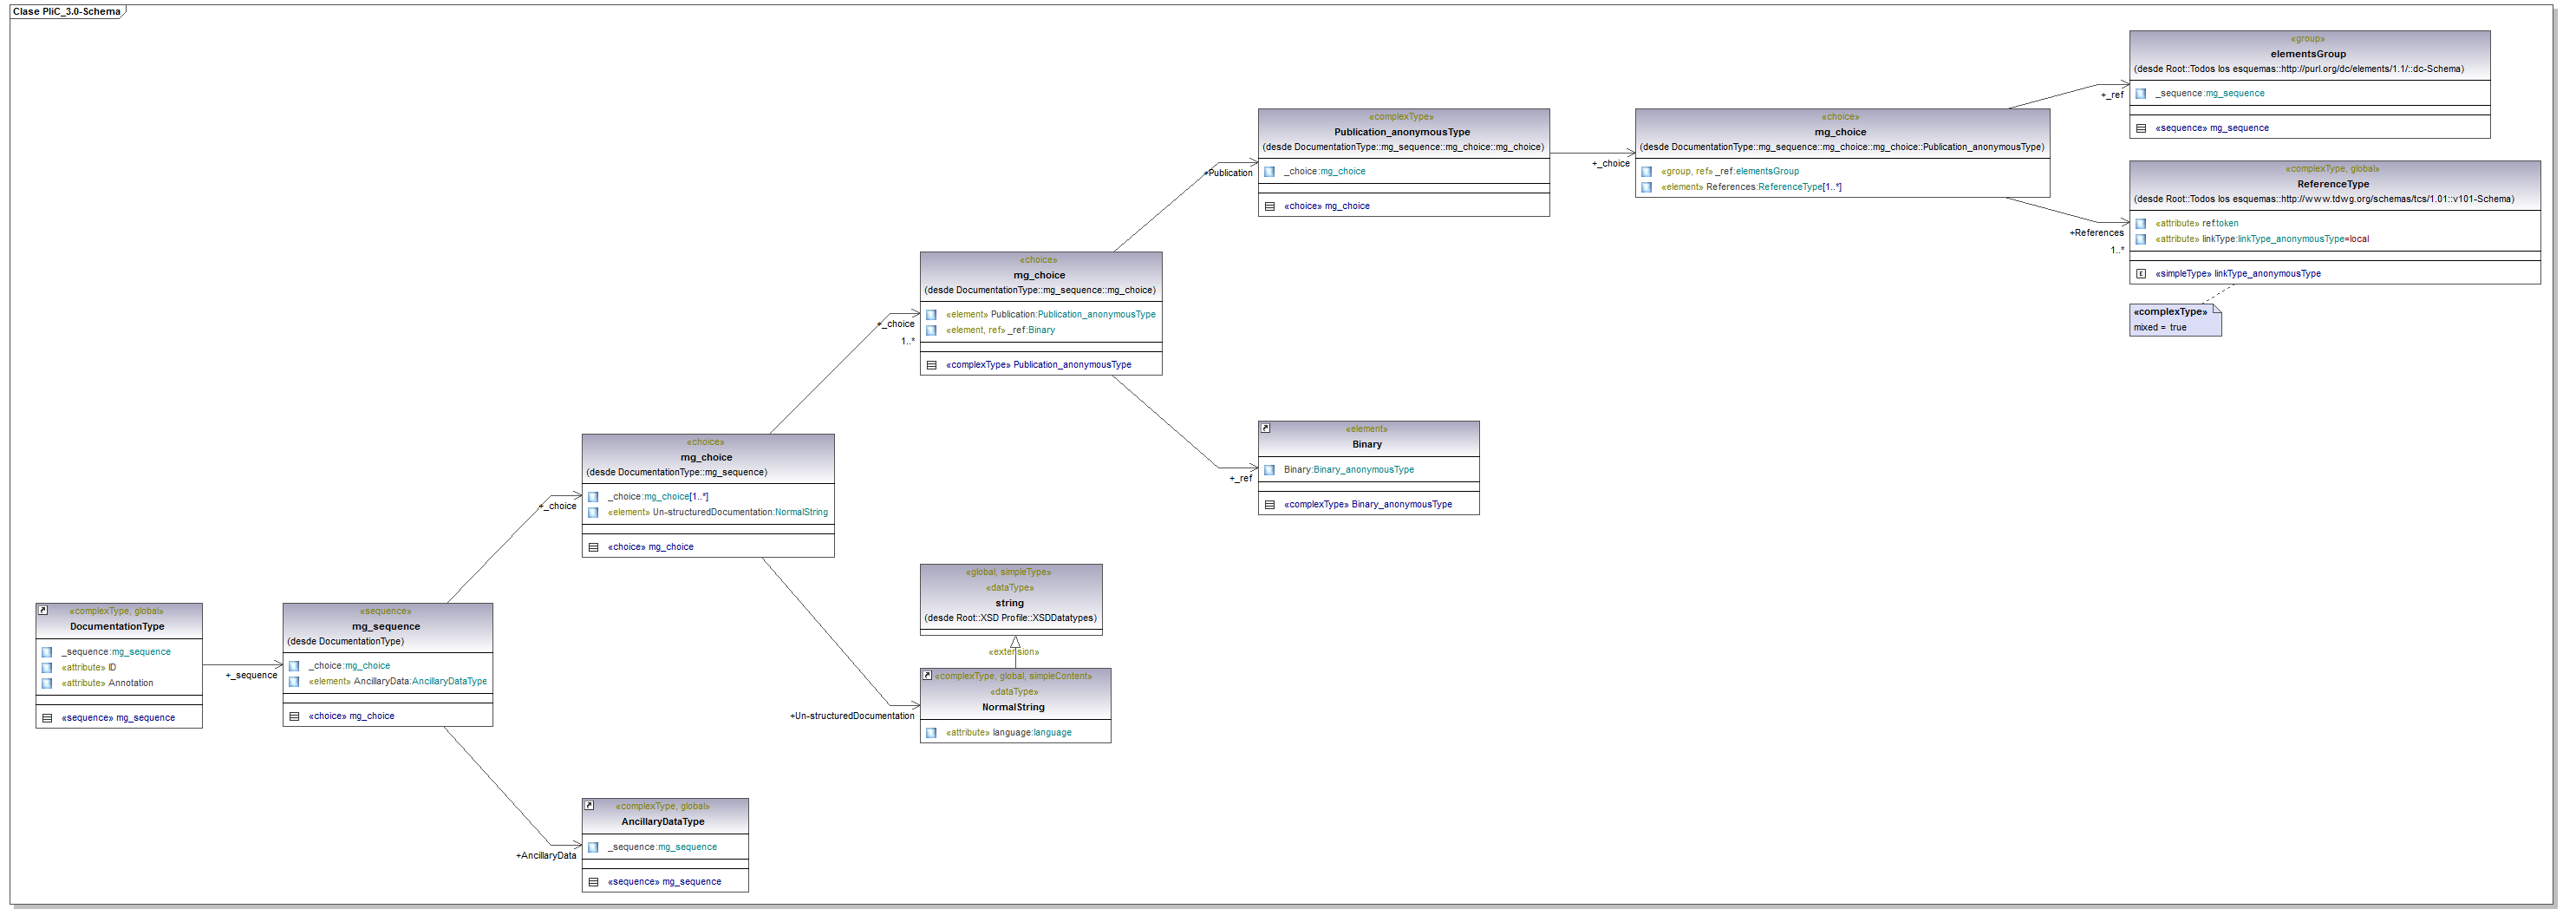 Clase PliC_3.0-Schema
«group»
elementsGroup
(desde Root::Todos los esquemas::http://purl.org/dc/elements/1.1/::dc-Schema)
_sequence:mg_sequence
«sequence» mg_sequence
+_ref
«complexType»
Publication_anonymousType
(desde DocumentationType::mg_sequence::mg_choice::mg_choice)
_choice:mg_choice
«choice» mg_choice
+Publication
«choice»
mg_choice
(desde DocumentationType::mg_sequence::mg_choice::mg_choice::Publication_anonymousType)
«group, ref» _ref:elementsGroup
«element» References:ReferenceType[1..*]
+_choice
«complexType, global»
ReferenceType
(desde Root::Todos los esquemas::http://www.tdwg.org/schemas/tcs/1.01::v101-Schema)
«attribute» ref:token
«attribute» linkType:linkType_anonymousType=local
«simpleType» linkType_anonymousType
+References
1..*
«complexType»
mixed = true
«choice»
mg_choice
(desde DocumentationType::mg_sequence::mg_choice)
«element» Publication:Publication_anonymousType
«element, ref» _ref:Binary
«complexType» Publication_anonymousType
+_choice
1..*
«element»
Binary
Binary:Binary_anonymousType
«complexType» Binary_anonymousType
+_ref
«choice»
mg_choice
(desde DocumentationType::mg_sequence)
_choice:mg_choice[1..*]
«element» Un-structuredDocumentation:NormalString
«choice» mg_choice
+_choice
«global, simpleType»
«dataType»
string
(desde Root::XSD Profile::XSDDatatypes)
«extension»
«complexType, global, simpleContent»
«dataType»
NormalString
«attribute» language:language
+Un-structuredDocumentation
«complexType, global»
DocumentationType
_sequence:mg_sequence
«attribute» ID
«attribute» Annotation
«sequence» mg_sequence
+_sequence
«sequence»
mg_sequence
(desde DocumentationType)
_choice:mg_choice
«element» AncillaryData:AncillaryDataType
«choice» mg_choice
«complexType, global»
AncillaryDataType
_sequence:mg_sequence
«sequence» mg_sequence
+AncillaryData